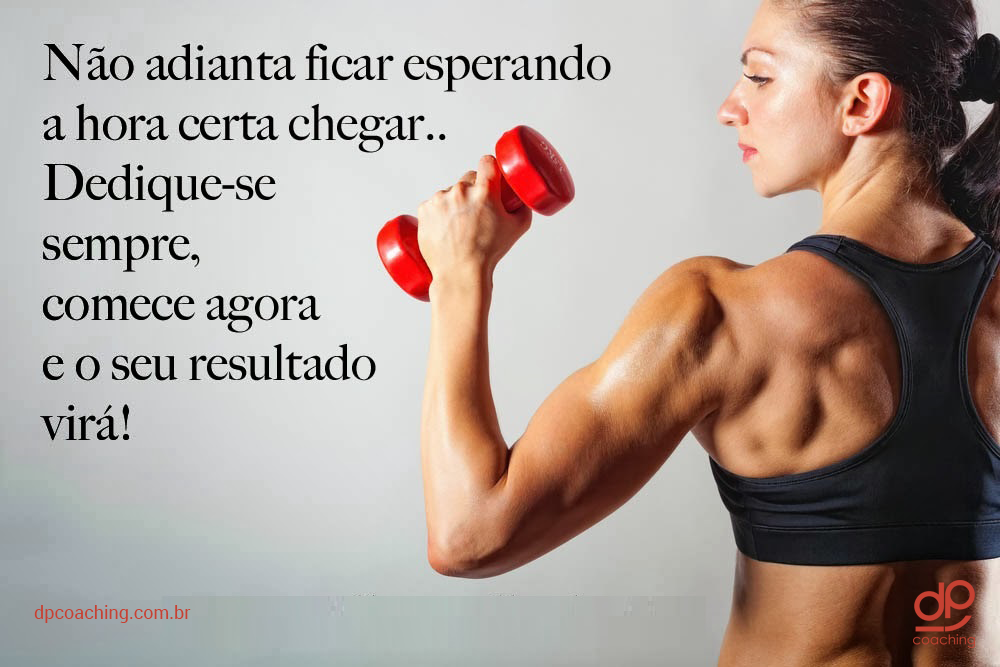 Não adianta ficar esperando
a hora certa chegar..
Dedique-se
sempre,
comece agora
e o seu resultado
virá!
dpcoaching.com.br
dp
coaching